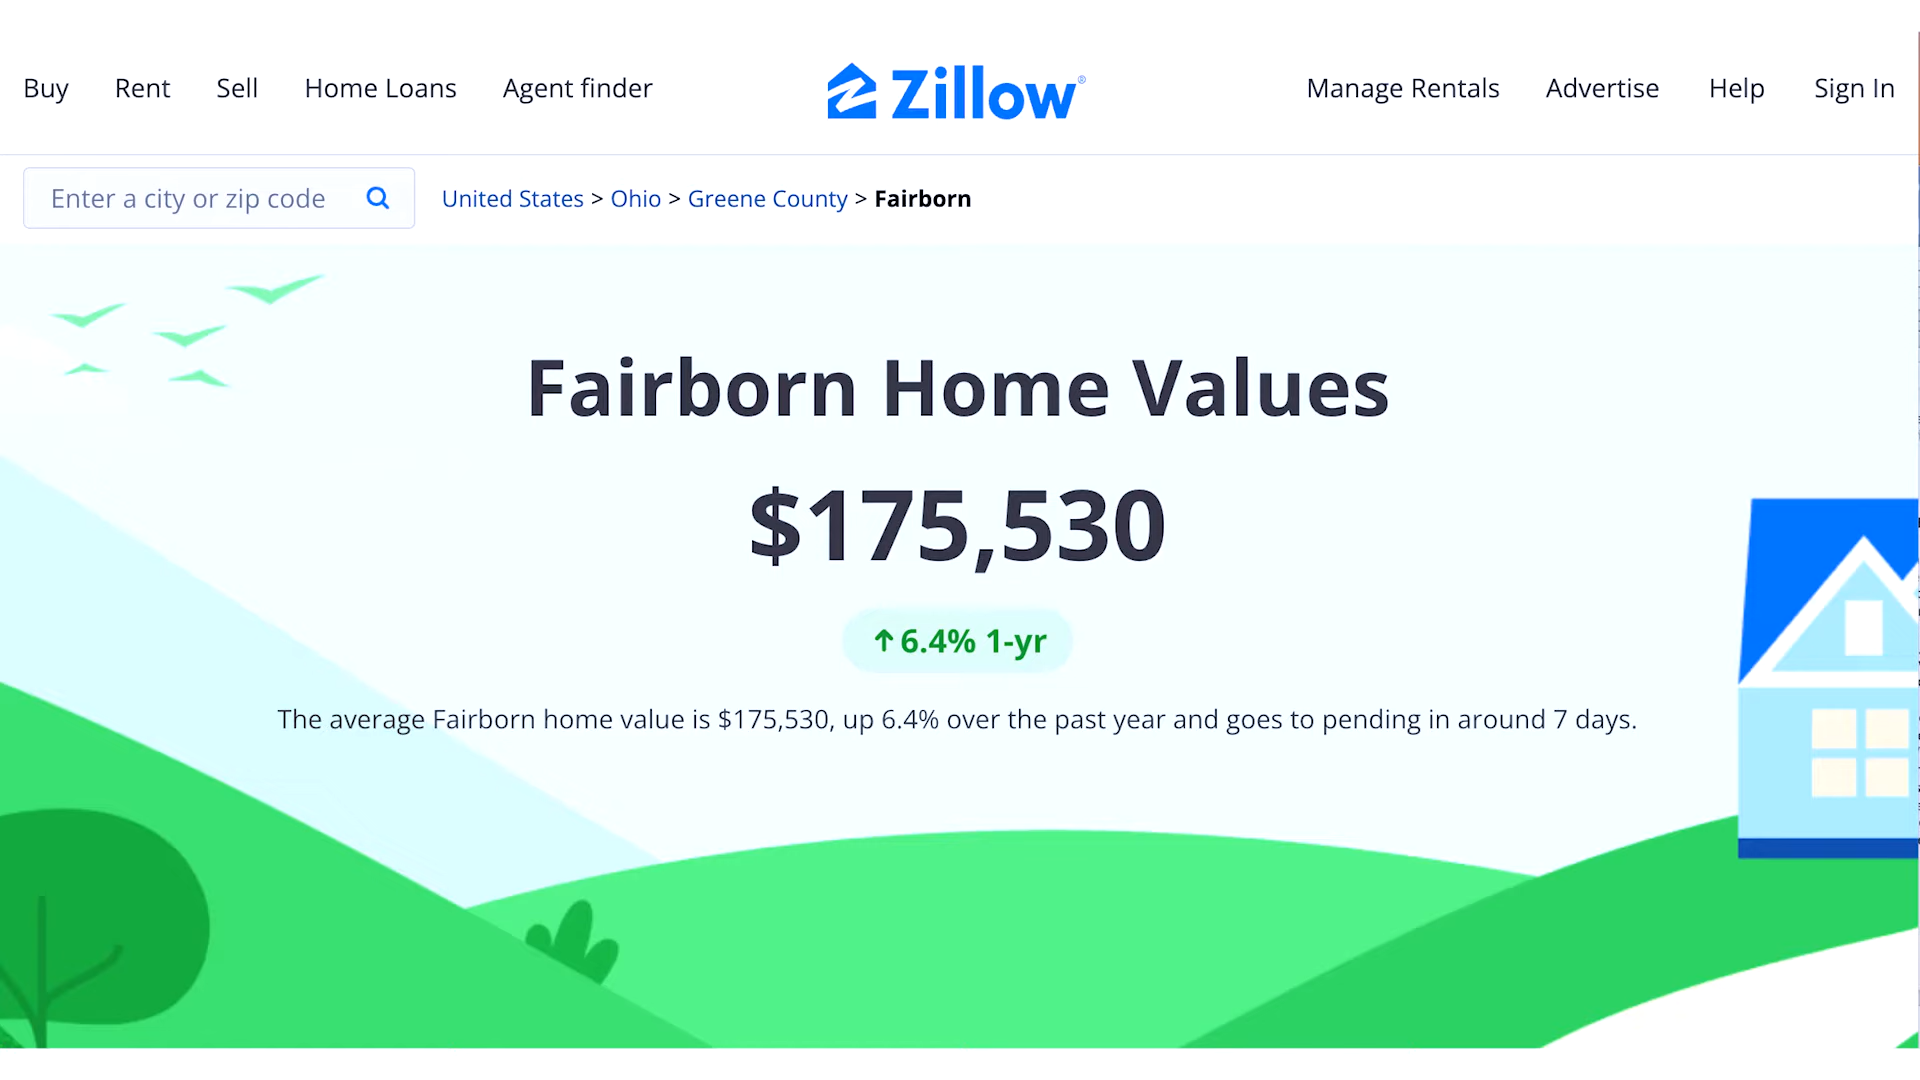 Buy Rent Sell Home Loans Agent finder Zillow® Manage Rentals Advertise Help Sign In
Enter a city or zip code United States > Ohio > Greene County > Fairborn
Fairborn Home Values
$175,530
↑6.4% 1-yr
The average Fairborn home value is $175,530, up 6.4% over the past year and goes to pending in around 7 days.